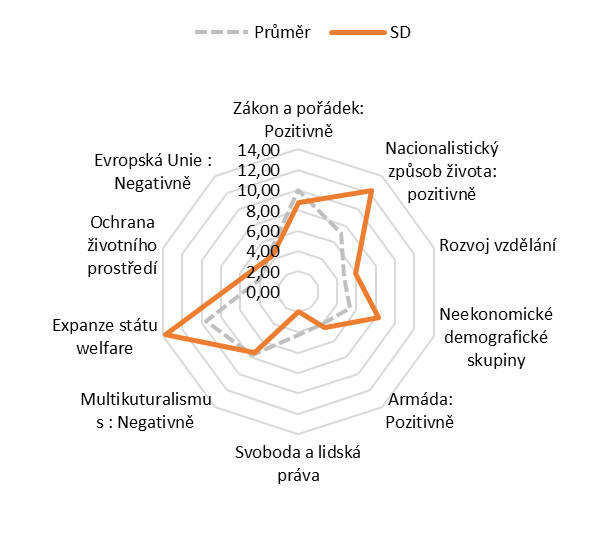 Průměr
SD
Zákon a pořádek:
Pozitivně
Nacionalistický
způsob života:
pozitivně
Rozvoj vzdělání
Neekonomické
demografické
skupiny
Armáda:
Pozitivně
Svoboda a lidská
práva
Multikuturalismu
s : Negativně
Expanze státu
welfare
Ochrana
životního
prostředí
Evropská Unie :
Negativně
14,00
12,00
10,00
8,00
6,00
4,00
2,00
0,00